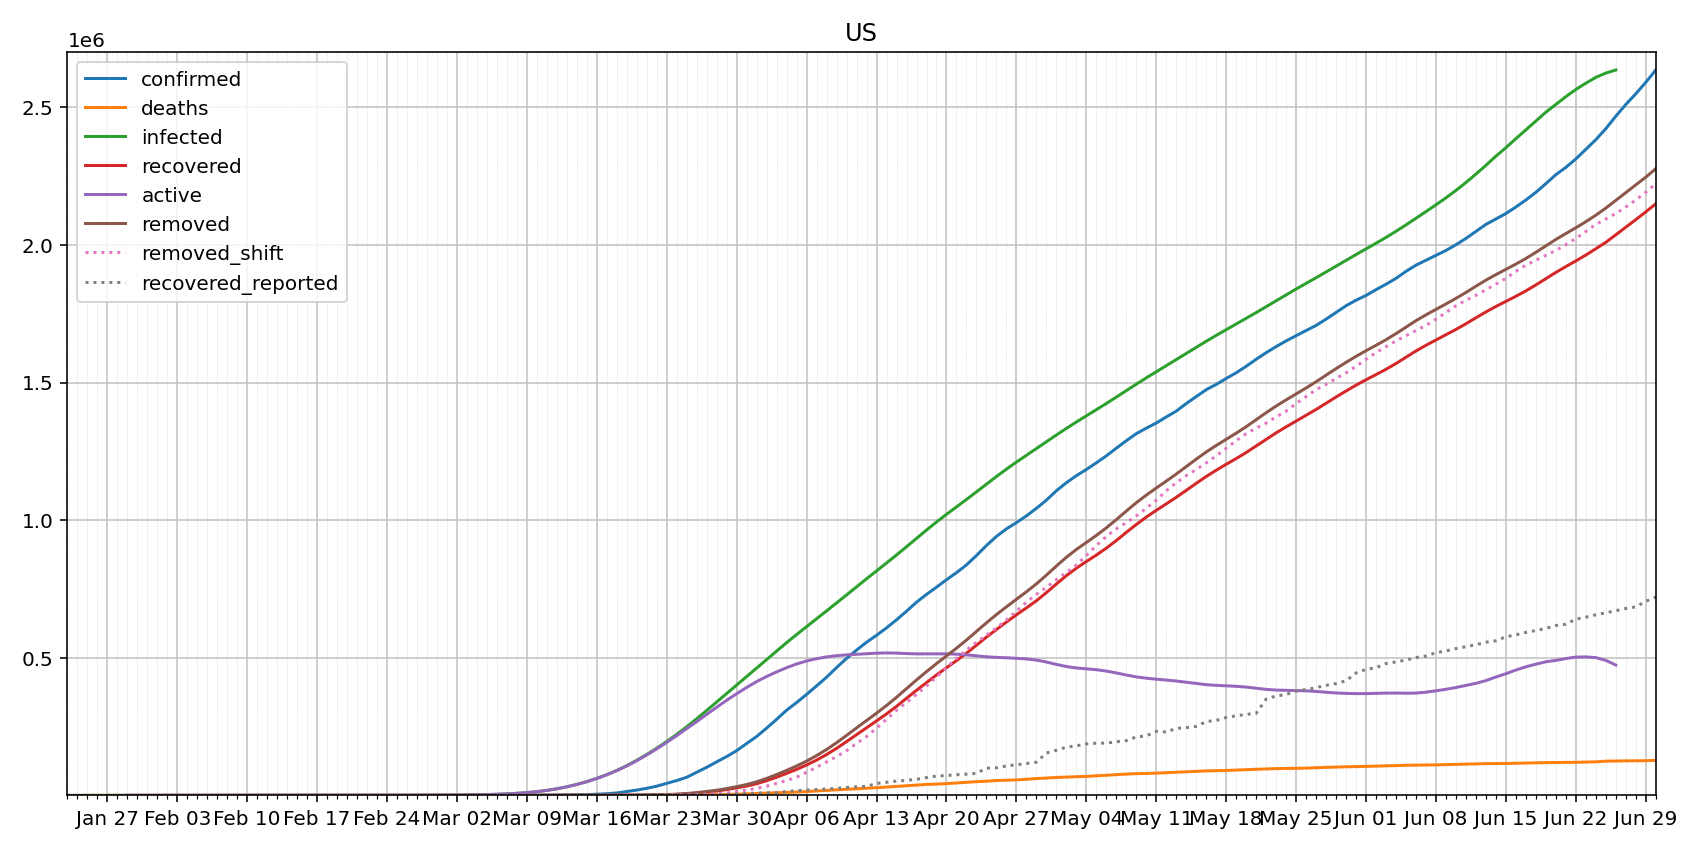 US
1e6
confirmed
deaths
infected
recovered
active
removed
removed_shift
recovered_reported
2.5
2.0
1.5
1.0
0.5
Jan 27 Feb 03 Feb 10 Feb 17 Feb 24 Mar 02 Mar 09 Mar 16 Mar 23 Mar 30 Apr 06 Apr 13 Apr 20 Apr 27 May 04 May 11 May 18 May 25 Jun 01 Jun 08 Jun 15 Jun 22 Jun 29